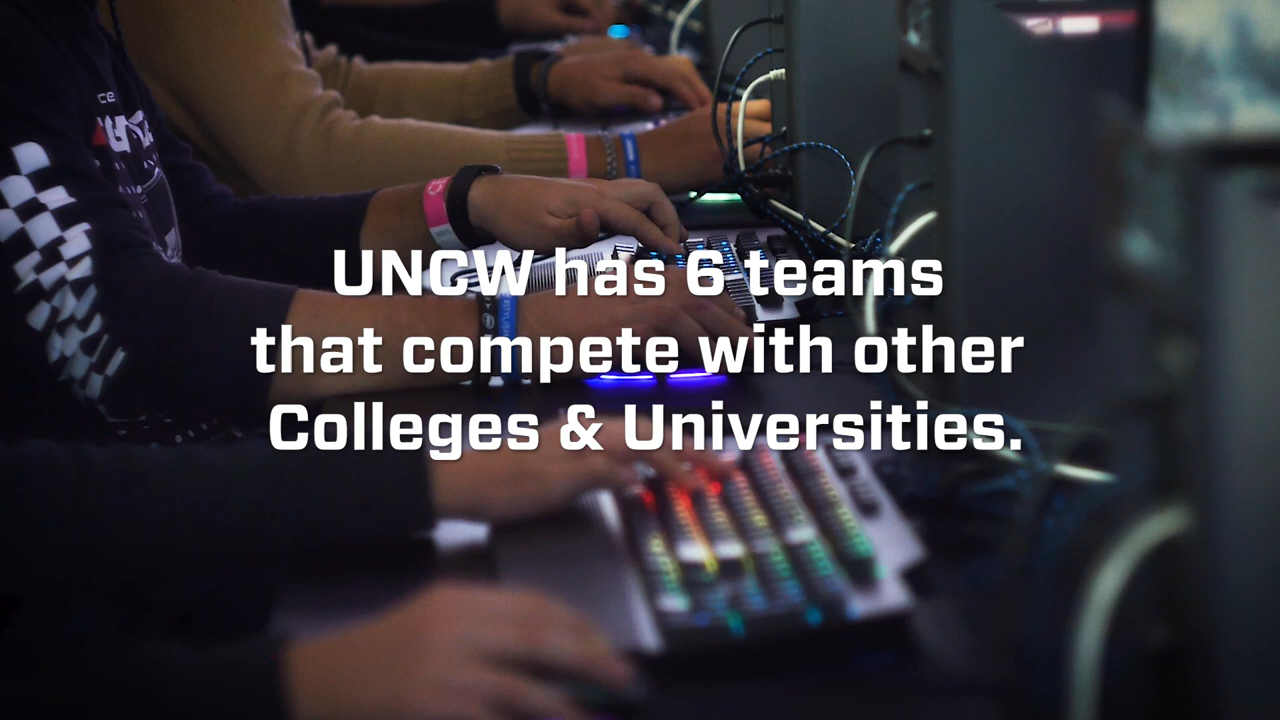 UNCW has 6 teams
that compete with other
Colleges & Universities.